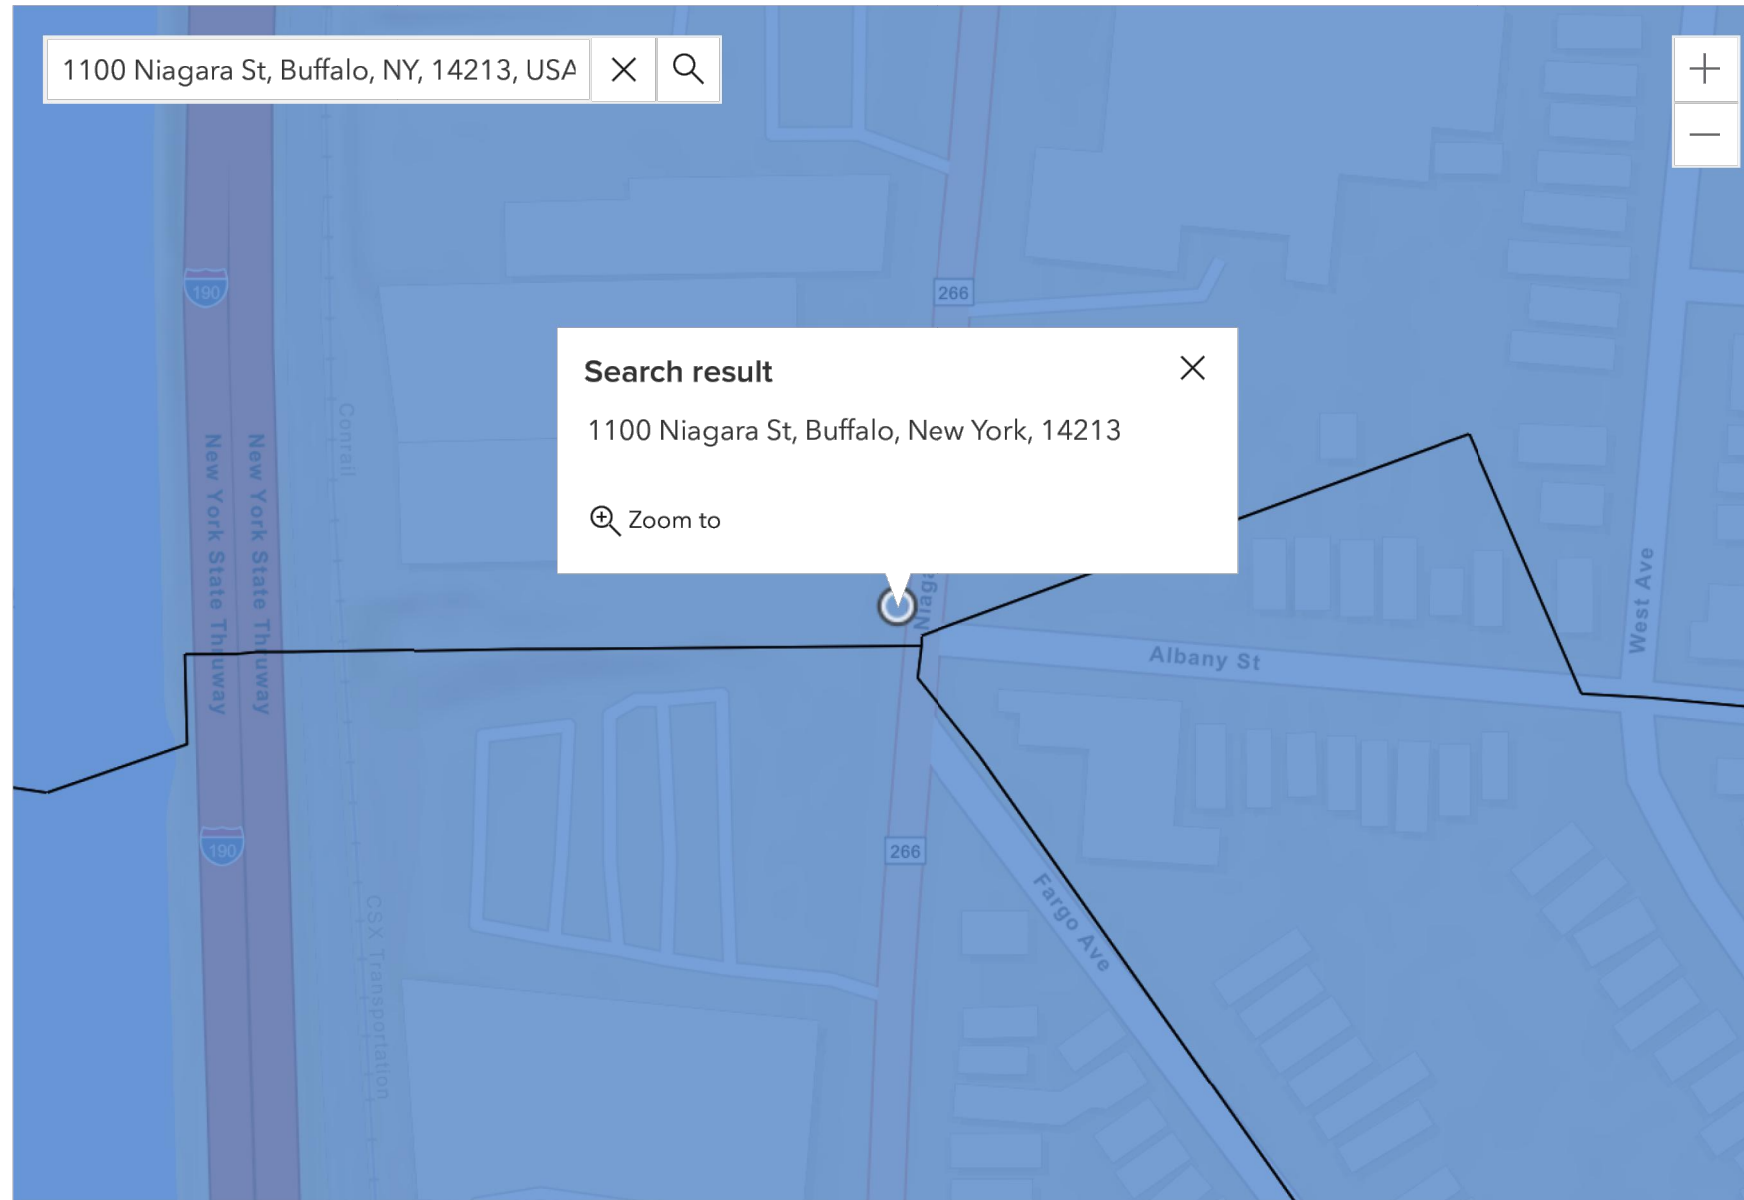 1100 Niagara St, Buffalo, NY, 14213, USA
190
266
Search result
1100 Niagara St, Buffalo, New York, 14213
Zoom to
Conrail
New York State Thruway
New York State Thruway
Niaga
Albany St
West Ave
190
266
Fargo Ave
CSX Transportation